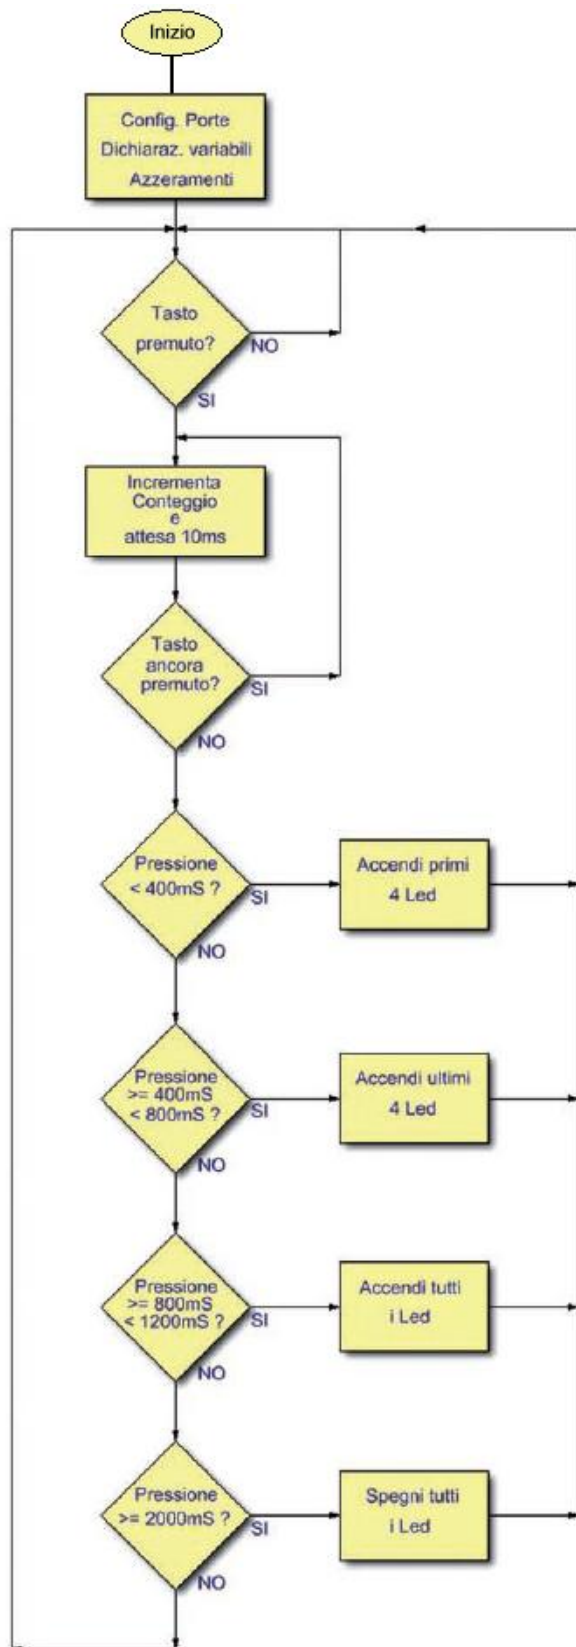 Inizio
Config. Porte
Dichiaraz. variabili
Azzeramenti
Tasto
premuto?
NO
SI
Incrementa
Conteggio
e
attesa 10ms
Tasto
ancora
premuto?
SI
NO
Pressione
< 400mS ?
SI
NO
Accendi primi
4 Led
Pressione
>= 400mS
< 800mS ?
SI
NO
Accendi ultimi
4 Led
Pressione
>= 800mS
< 1200mS ?
SI
NO
Accendi tutti
i Led
Pressione
>= 2000mS ?
SI
NO
Spegni tutti
i Led